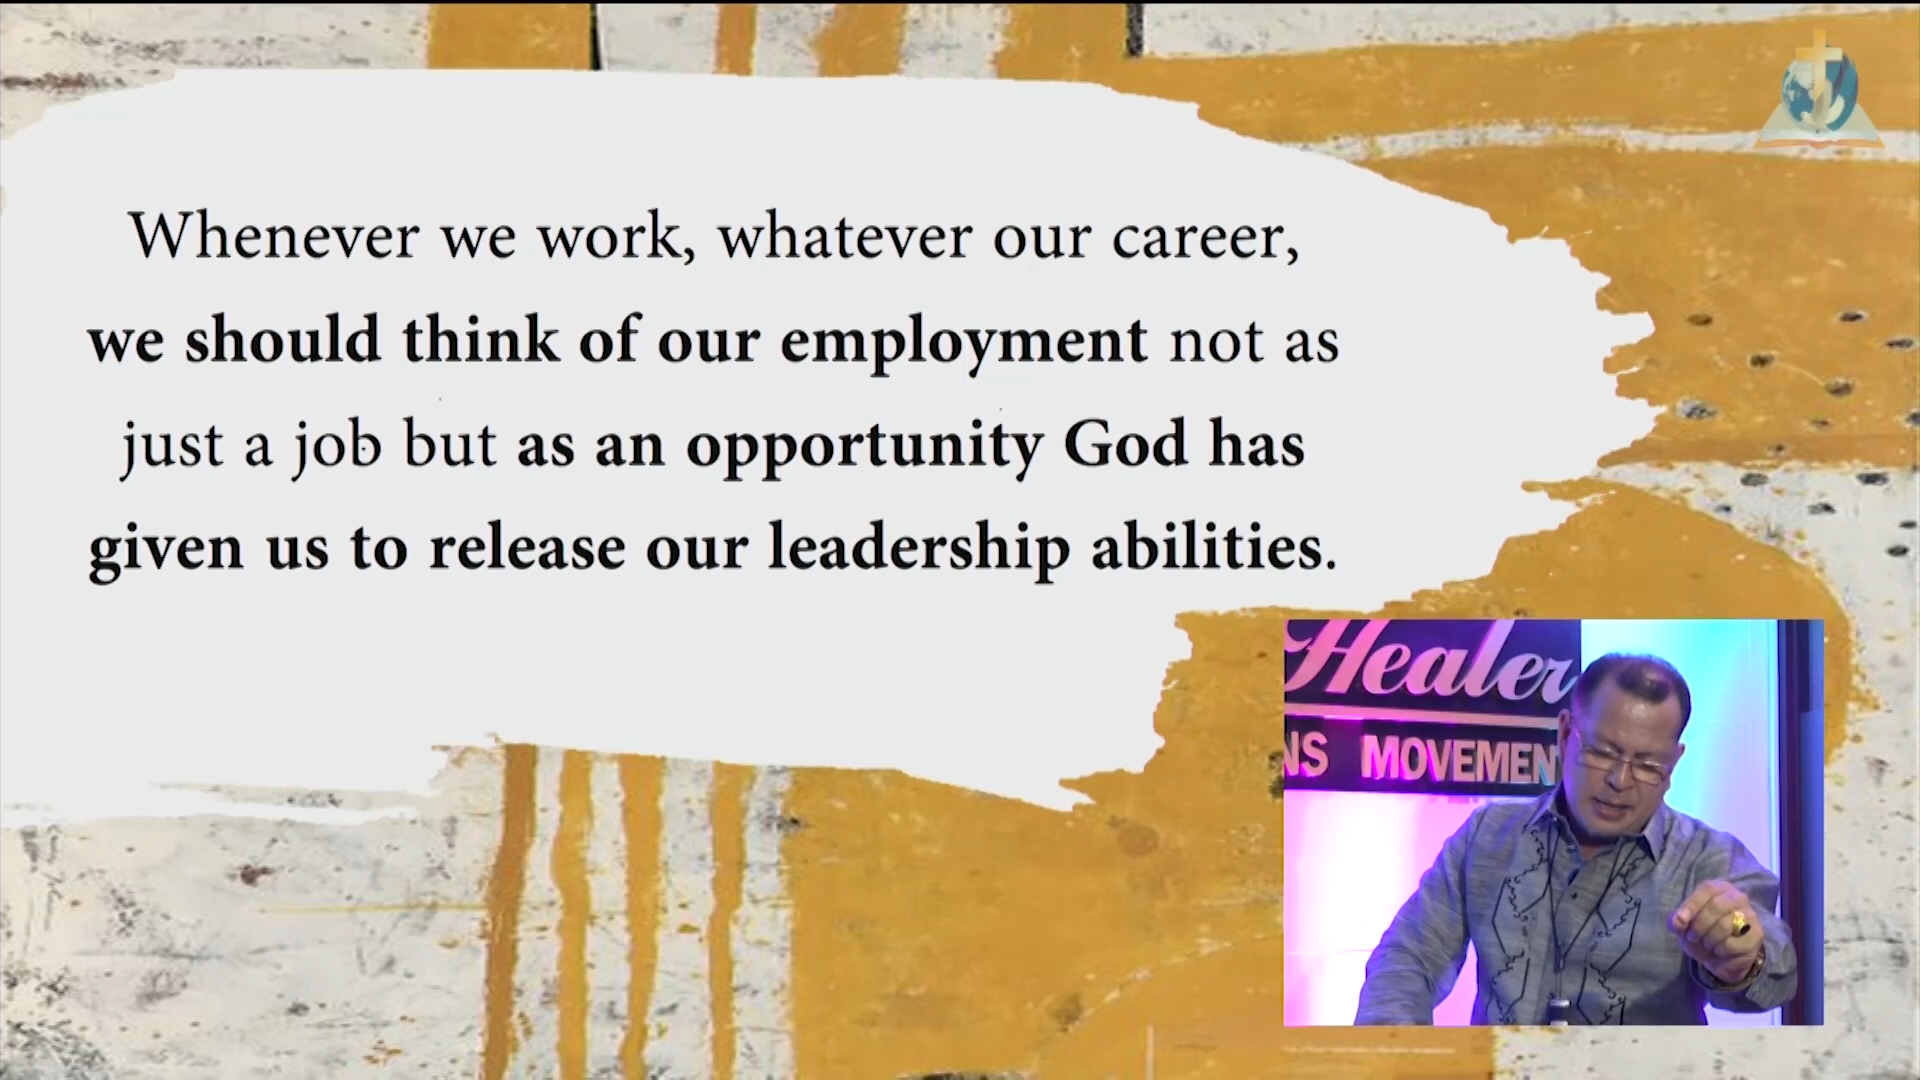 Whenever we work, whatever our career,
we should think of our employment not as
just a job but as an opportunity God has
given us to release our leadership abilities.
Healer
NS MOVEMEN